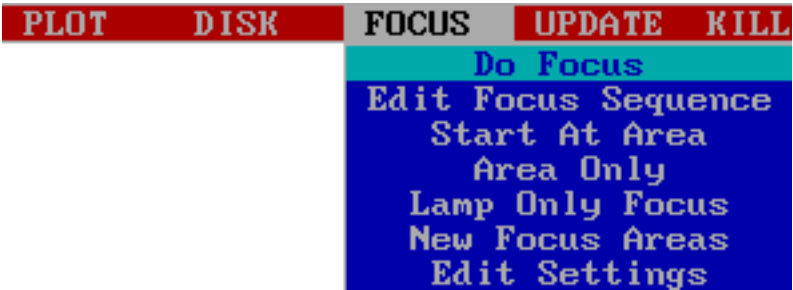 PLOT DISK FOCUS UPDATE KILL
Do Focus
Edit Focus Sequence
Start At Area
Area Only
Lamp Only Focus
New Focus Areas
Edit Settings